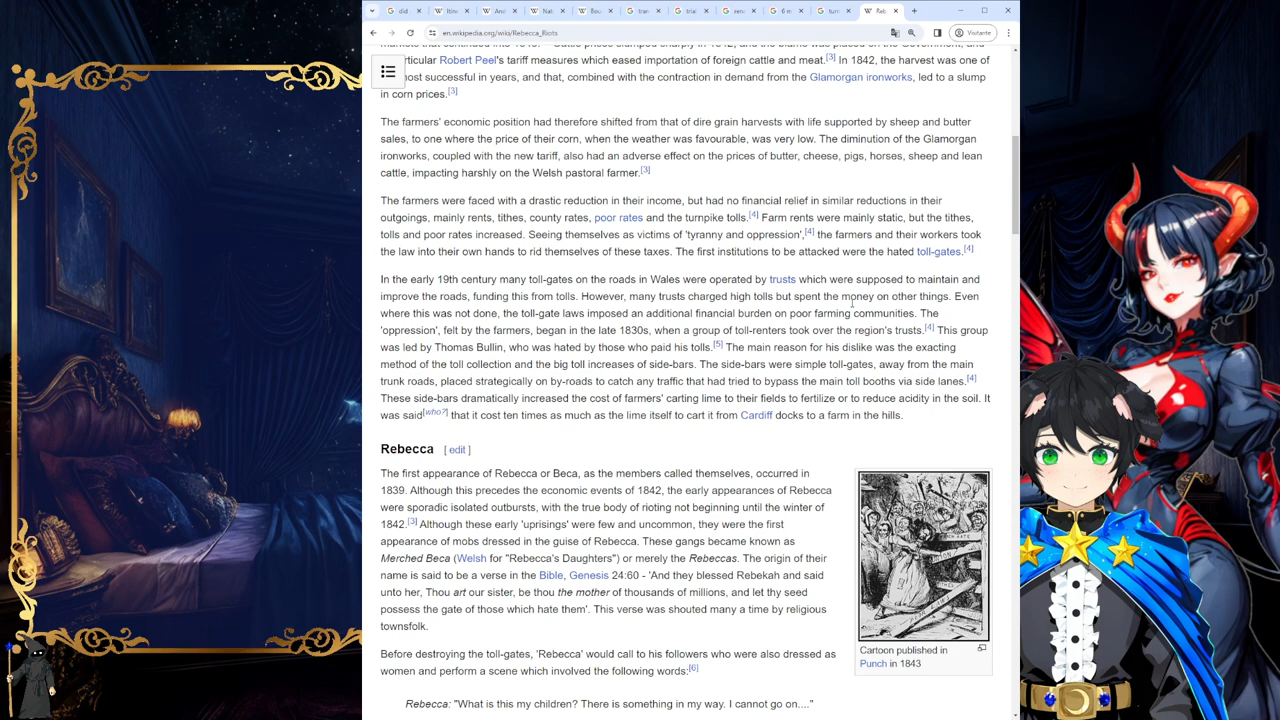 did
Itine
And
Nati
Bou
tran
trial
reno
6 m
turn
Reb
en.wikipedia.org/wiki/Rebecca_Riots
Visitante
particular Robert Peel's tariff measures which eased importation of foreign cattle and meat.[3] In 1842, the harvest was one of
most successful in years, and that, combined with the contraction in demand from the Glamorgan ironworks, led to a slump
in corn prices.[3]
The farmers' economic position had therefore shifted from that of dire grain harvests with life supported by sheep and butter
sales, to one where the price of their corn, when the weather was favourable, was very low. The diminution of the Glamorgan
ironworks, coupled with the new tariff, also had an adverse effect on the prices of butter, cheese, pigs, horses, sheep and lean
cattle, impacting harshly on the Welsh pastoral farmer.[3]
The farmers were faced with a drastic reduction in their income, but had no financial relief in similar reductions in their
outgoings, mainly rents, tithes, county rates, poor rates and the turnpike tolls.[4] Farm rents were mainly static, but the tithes,
tolls and poor rates increased. Seeing themselves as victims of 'tyranny and oppression',[4] the farmers and their workers took
the law into their own hands to rid themselves of these taxes. The first institutions to be attacked were the hated toll-gates.[4]
In the early 19th century many toll-gates on the roads in Wales were operated by trusts which were supposed to maintain and
improve the roads, funding this from tolls. However, many trusts charged high tolls but spent the money on other things. Even
where this was not done, the toll-gate laws imposed an additional financial burden on poor farming communities. The
'oppression', felt by the farmers, began in the late 1830s, when a group of toll-renters took over the region's trusts.[4] This group
was led by Thomas Bullin, who was hated by those who paid his tolls.[5] The main reason for his dislike was the exacting
method of the toll collection and the big toll increases of side-bars. The side-bars were simple toll-gates, away from the main
trunk roads, placed strategically on by-roads to catch any traffic that had tried to bypass the main toll booths via side lanes.[4]
These side-bars dramatically increased the cost of farmers' carting lime to their fields to fertilize or to reduce acidity in the soil. It
was said[who?] that it cost ten times as much as the lime itself to cart it from Cardiff docks to a farm in the hills.
Rebecca [ edit ]
The first appearance of Rebecca or Beca, as the members called themselves, occurred in
1839. Although this precedes the economic events of 1842, the early appearances of Rebecca
were sporadic isolated outbursts, with the true body of rioting not beginning until the winter of
1842.[3] Although these early 'uprisings' were few and uncommon, they were the first
appearance of mobs dressed in the guise of Rebecca. These gangs became known as
Merched Beca (Welsh for "Rebecca's Daughters") or merely the Rebeccas. The origin of their
name is said to be a verse in the Bible, Genesis 24:60 - 'And they blessed Rebekah and said
unto her, Thou art our sister, be thou the mother of thousands of millions, and let thy seed
possess the gate of those which hate them'. This verse was shouted many a time by religious
townsfolk.
Before destroying the toll-gates, 'Rebecca' would call to his followers who were also dressed as
women and perform a scene which involved the following words:[6]
Rebecca: "What is this my children? There is something in my way. I cannot go on...."
Cartoon published in
Punch in 1843